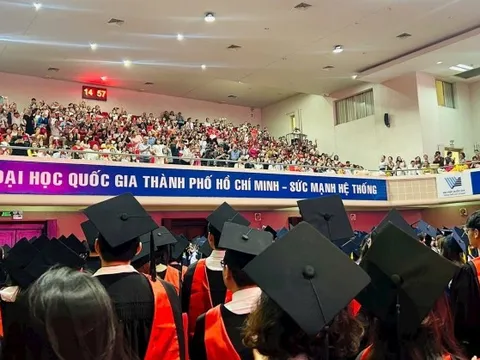 14 57
ĐẠI HỌC QUỐC GIA THÀNH PHỐ HỒ CHÍ MINH – SỨC MẠNH HỆ THỐNG